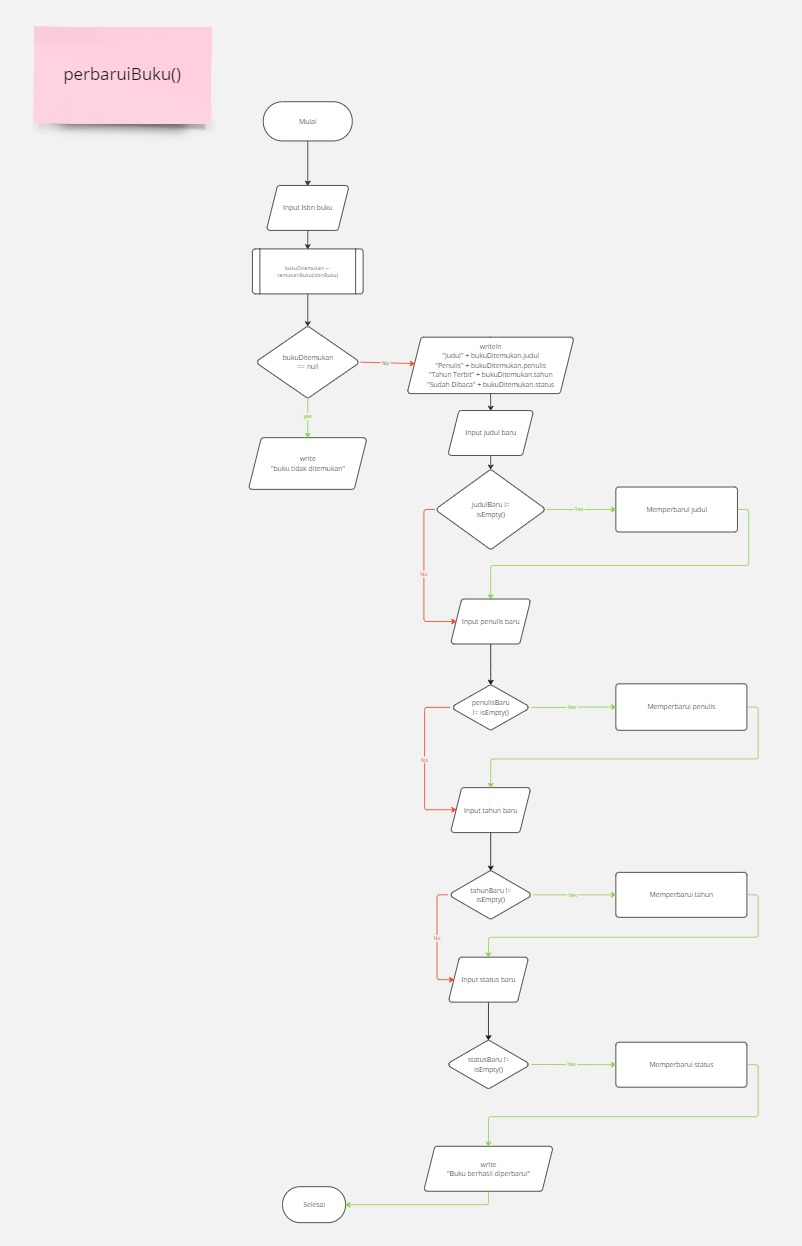 perbaruiBuku()
Mulai
Input Isbn buku
bukuDitemukan ←
temukanBuku(isbnBuku)
bukuDitemukan
== null
No
writeln
"Judul" + bukuDitemukan.judul
"Penulis" + bukuDitemukan.penulis
"Tahun Terbit" + bukuDitemukan.tahun
"Sudah Dibaca" + bukuDitemukan.status
yes
write
"buku tidak ditemukan"
Input judul baru
judulBaru !=
isEmpty()
Yes
Memperbarui judul
No
Input penulis baru
penulisBaru
!= isEmpty()
Yes
Memperbarui penulis
No
Input tahun baru
tahunBaru !=
isEmpty()
Yes
Memperbarui tahun
No
Input status baru
statusBaru !=
isEmpty()
Yes
Memperbarui status
write
"Buku berhasil diperbarui"
Selesai